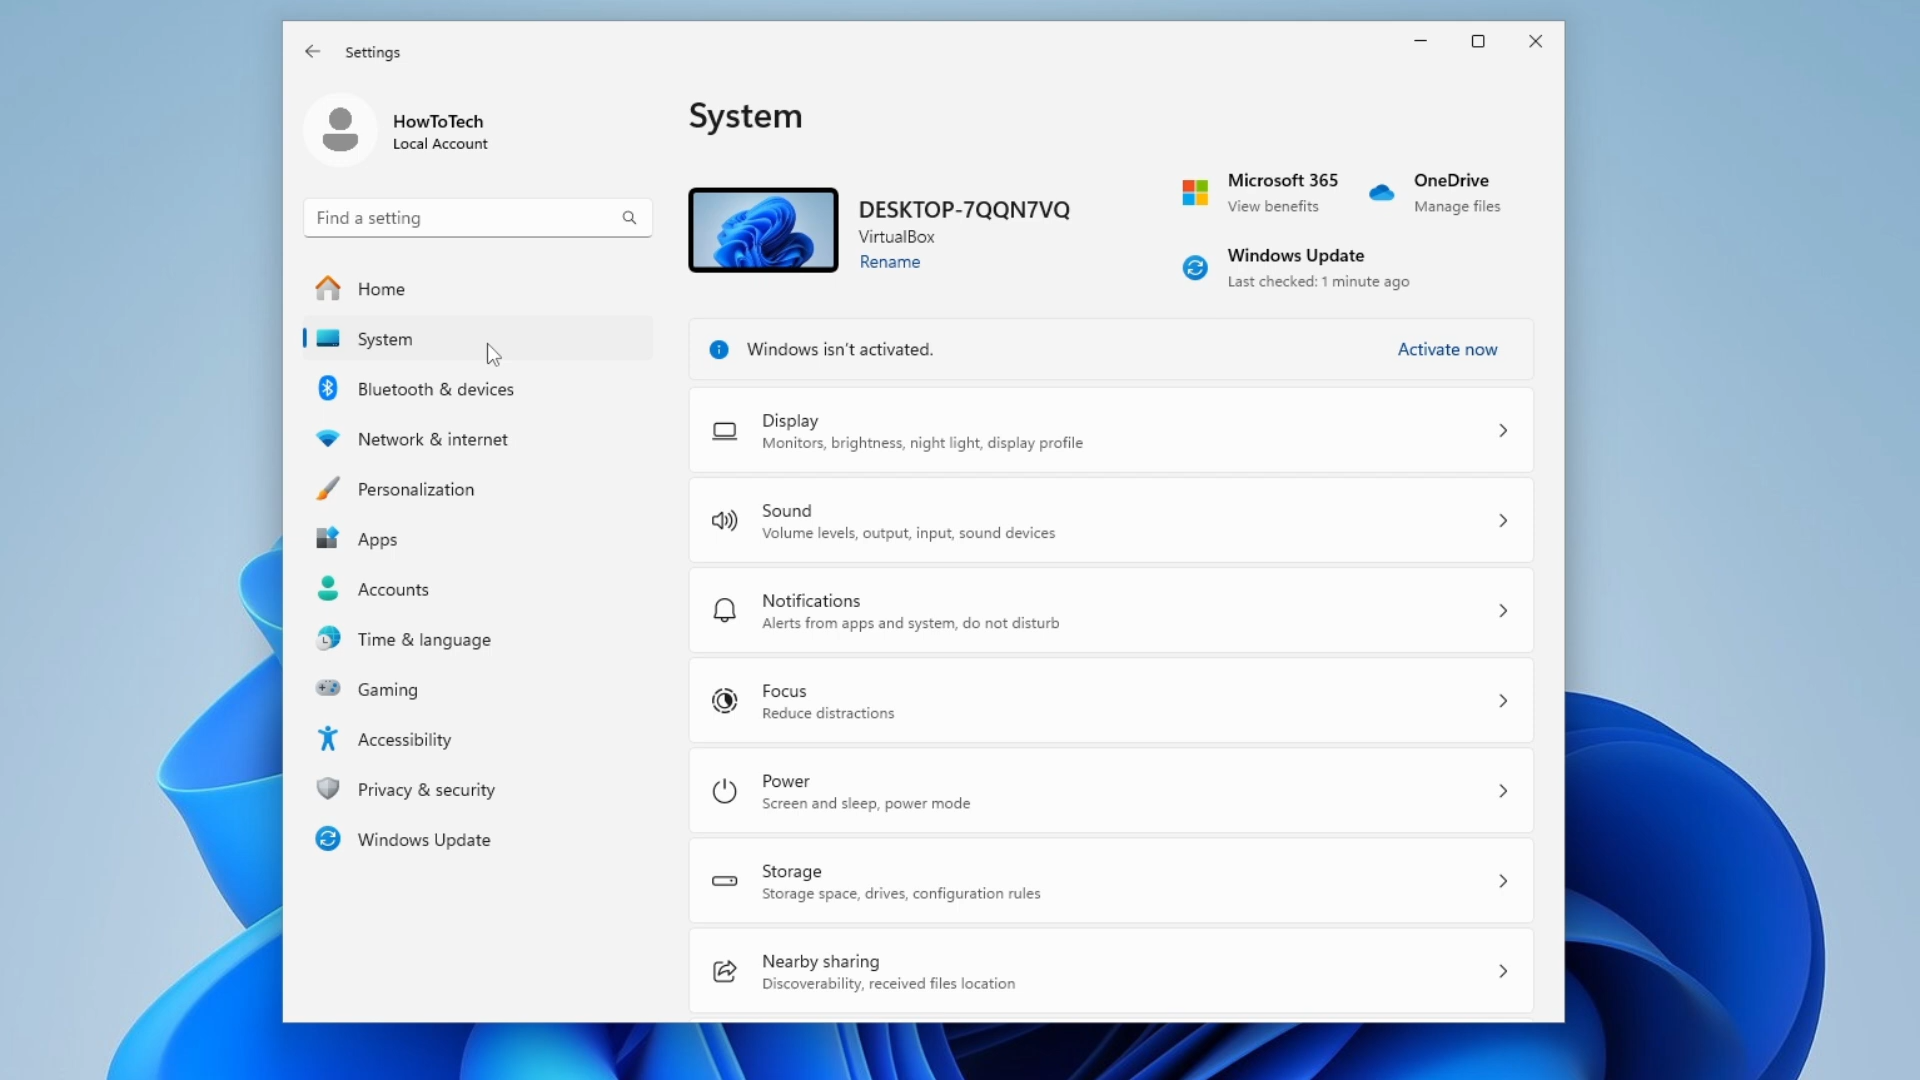 Settings
HowToTech
Local Account
Find a setting
Home
System
Bluetooth & devices
Network & internet
Personalization
Apps
Accounts
Time & language
Gaming
Accessibility
Privacy & security
Windows Update
System
DESKTOP-7QQN7VQ
VirtualBox
Rename
Microsoft 365
View benefits
OneDrive
Manage files
Windows Update
Last checked: 1 minute ago
Windows isn't activated.
Activate now
Display
Monitors, brightness, night light, display profile
Sound
Volume levels, output, input, sound devices
Notifications
Alerts from apps and system, do not disturb
Focus
Reduce distractions
Power
Screen and sleep, power mode
Storage
Storage space, drives, configuration rules
Nearby sharing
Discoverability, received files location